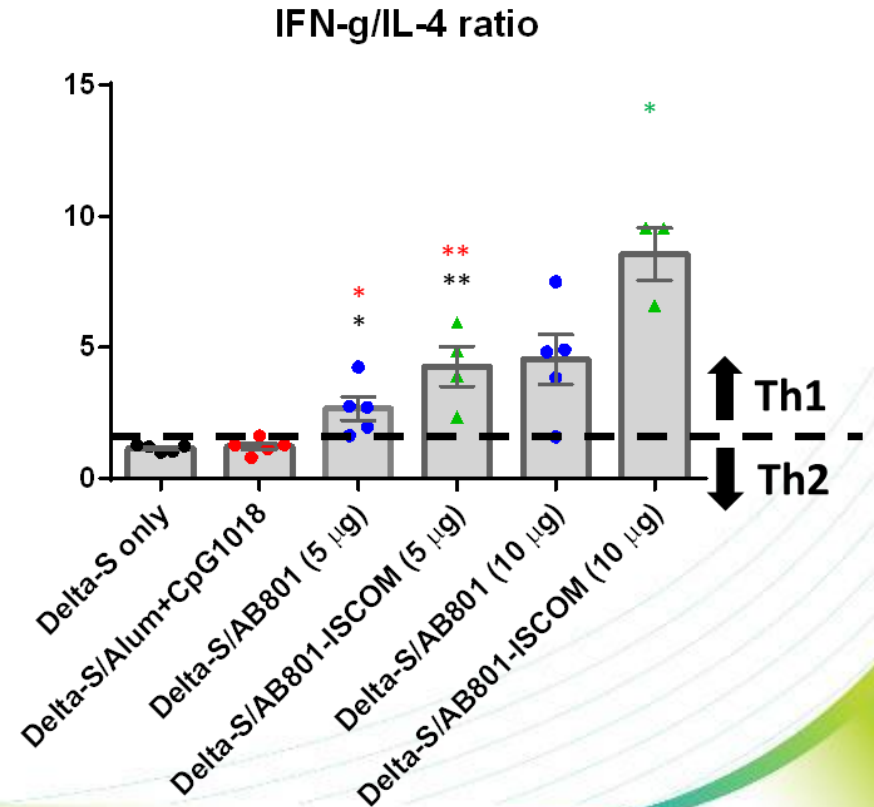 IFN-g/IL-4 ratio
15
10
5
0
*
*
**
**
*
Th1
Th2
Delta-S only
Delta-S/Alum+CpG1018
Delta-S/AB801 (5 μg)
Delta-S/AB801-ISCOM (5 μg)
Delta-S/AB801 (10 μg)
Delta-S/AB801-ISCOM (10 μg)